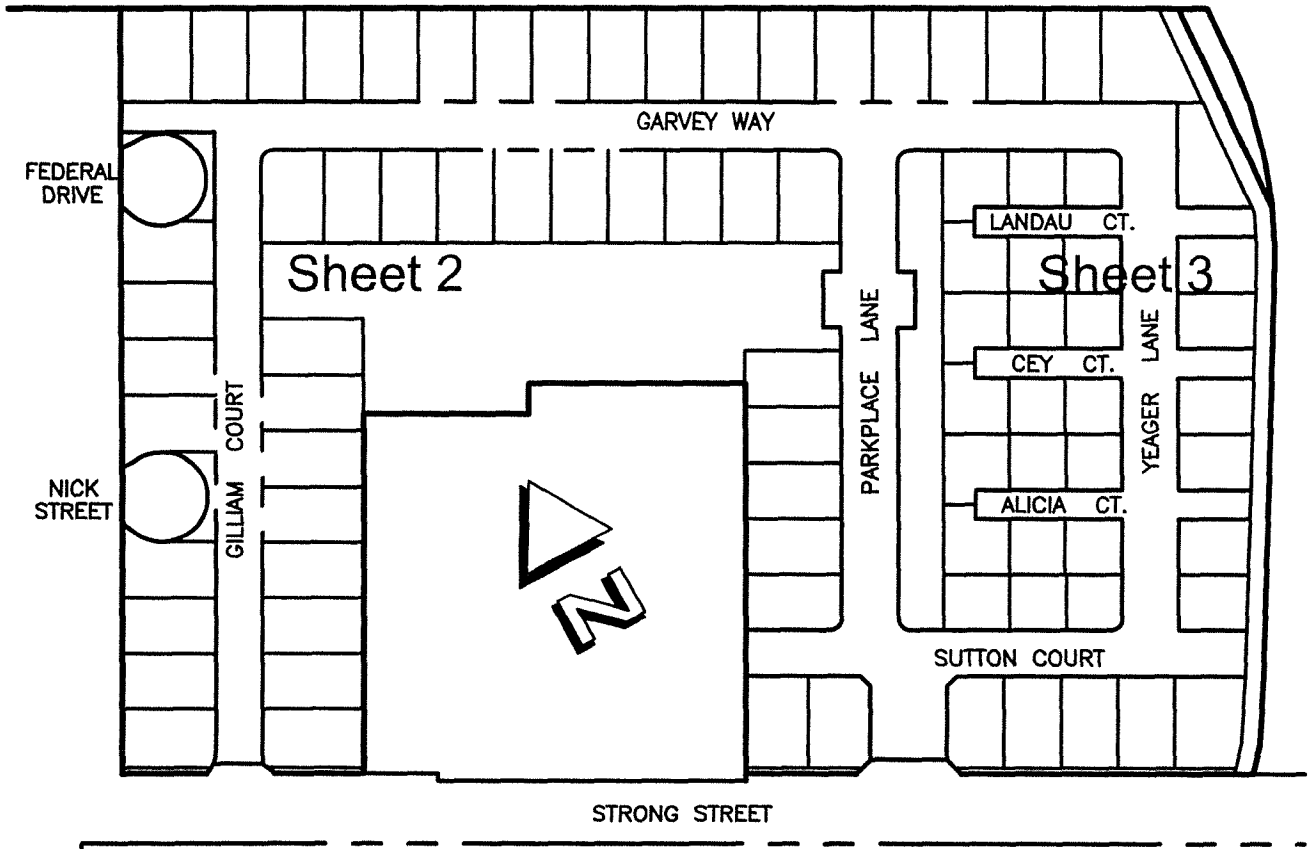 GARVEY WAY
FEDERAL
DRIVE
LANDAU CT.
Sheet 2
Sheet 3
PARKPLACE LANE
YEAGER LANE
CEY CT.
GILLIAM COURT
NICK
STREET
ALICIA CT.
N
SUTTON COURT
STRONG STREET